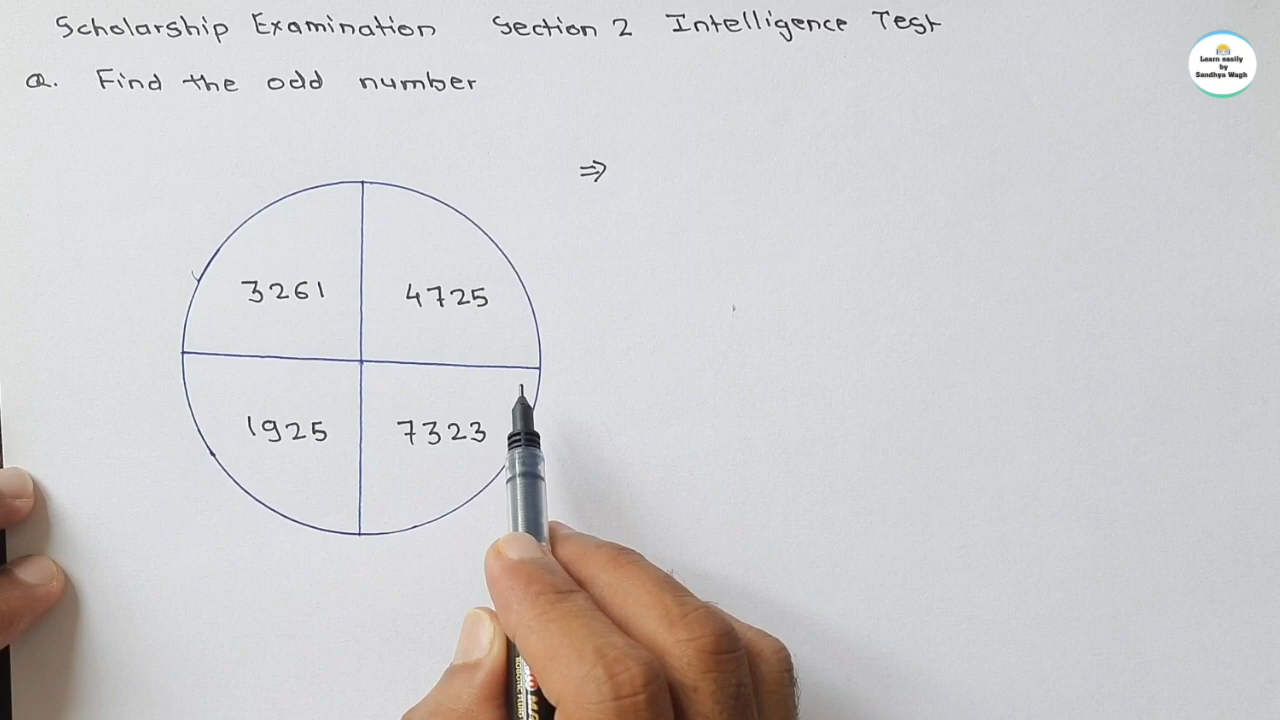 Scholarship Examination Section 2 Intelligence Test
Q. Find the odd number
Learn easily
by
Sandhya Wagh
⇒
3261 4725
1925 7323